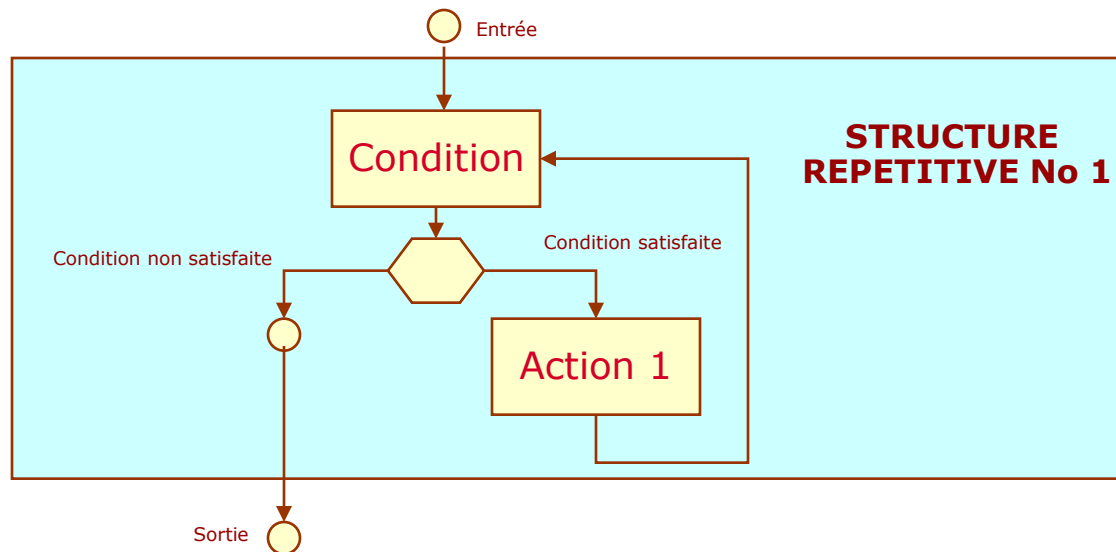 Entrée
STRUCTURE
REPETITIVE No 1
Condition
Condition satisfaite
Condition non satisfaite
Action 1
Sortie